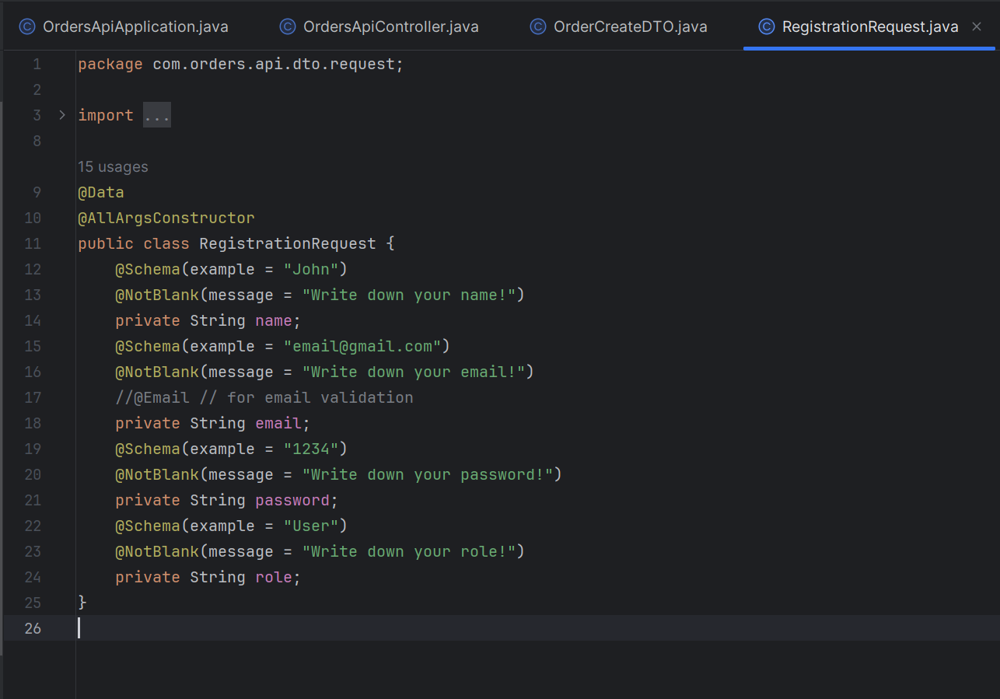 OrdersApiApplication.java OrdersApiController.java OrderCreateDTO.java RegistrationRequest.java
1 package com.orders.api.dto.request;
2
3 import ...
8
15 usages
9 @Data
10 @AllArgsConstructor
11 public class RegistrationRequest {
12     @Schema(example = "John")
13     @NotBlank(message = "Write down your name!")
14     private String name;
15     @Schema(example = "email@gmail.com")
16     @NotBlank(message = "Write down your email!")
17     //@Email // for email validation
18     private String email;
19     @Schema(example = "1234")
20     @NotBlank(message = "Write down your password!")
21     private String password;
22     @Schema(example = "User")
23     @NotBlank(message = "Write down your role!")
24     private String role;
25 }
26